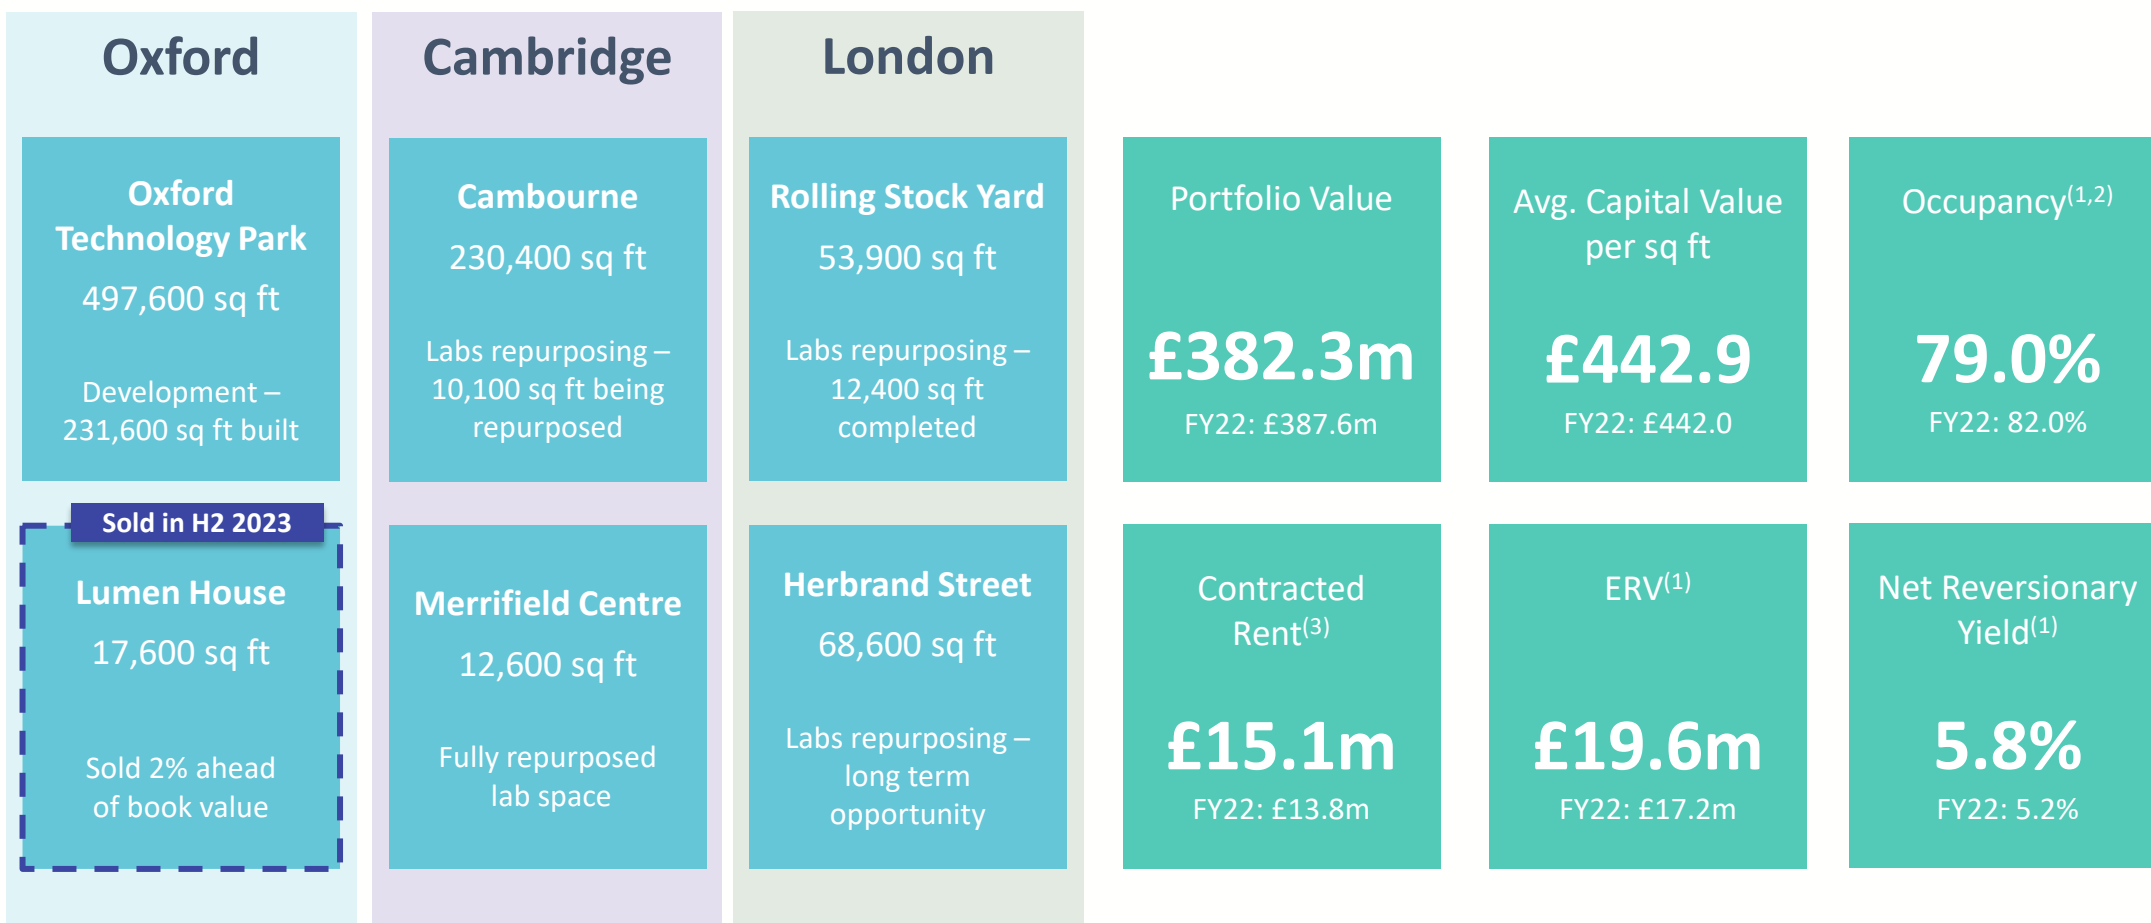 Oxford
Oxford
Technology Park
497,600 sq ft
Development –
231,600 sq ft built
Sold in H2 2023
Lumen House
17,600 sq ft
Sold 2% ahead
of book value
Cambridge
Cambourne
230,400 sq ft
Labs repurposing –
10,100 sq ft being
repurposed
Merrifield Centre
12,600 sq ft
Fully repurposed
lab space
London
Rolling Stock Yard
53,900 sq ft
Labs repurposing –
12,400 sq ft
completed
Herbrand Street
68,600 sq ft
Labs repurposing –
long term
opportunity
Portfolio Value
£382.3m
FY22: £387.6m
Avg. Capital Value
per sq ft
£442.9
FY22: £442.0
Occupancy(1,2)
79.0%
FY22: 82.0%
Contracted
Rent(3)
£15.1m
FY22: £13.8m
ERV(1)
£19.6m
FY22: £17.2m
Net Reversionary
Yield(1)
5.8%
FY22: 5.2%